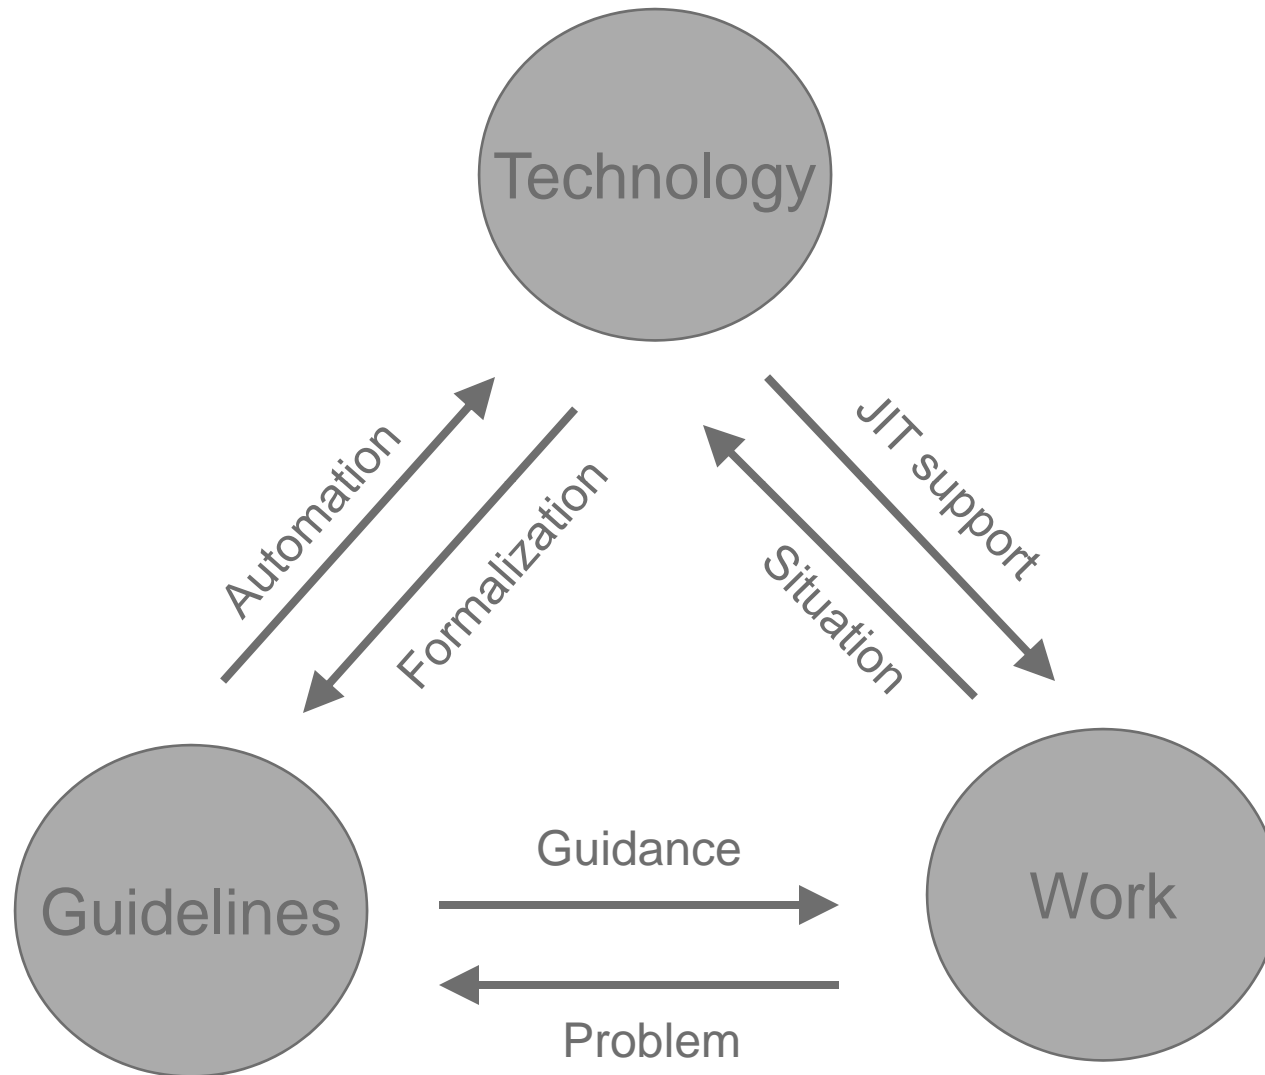 Technology
Automation
Formalization
JIT support
Situation
Guidelines
Guidance
Work
Problem